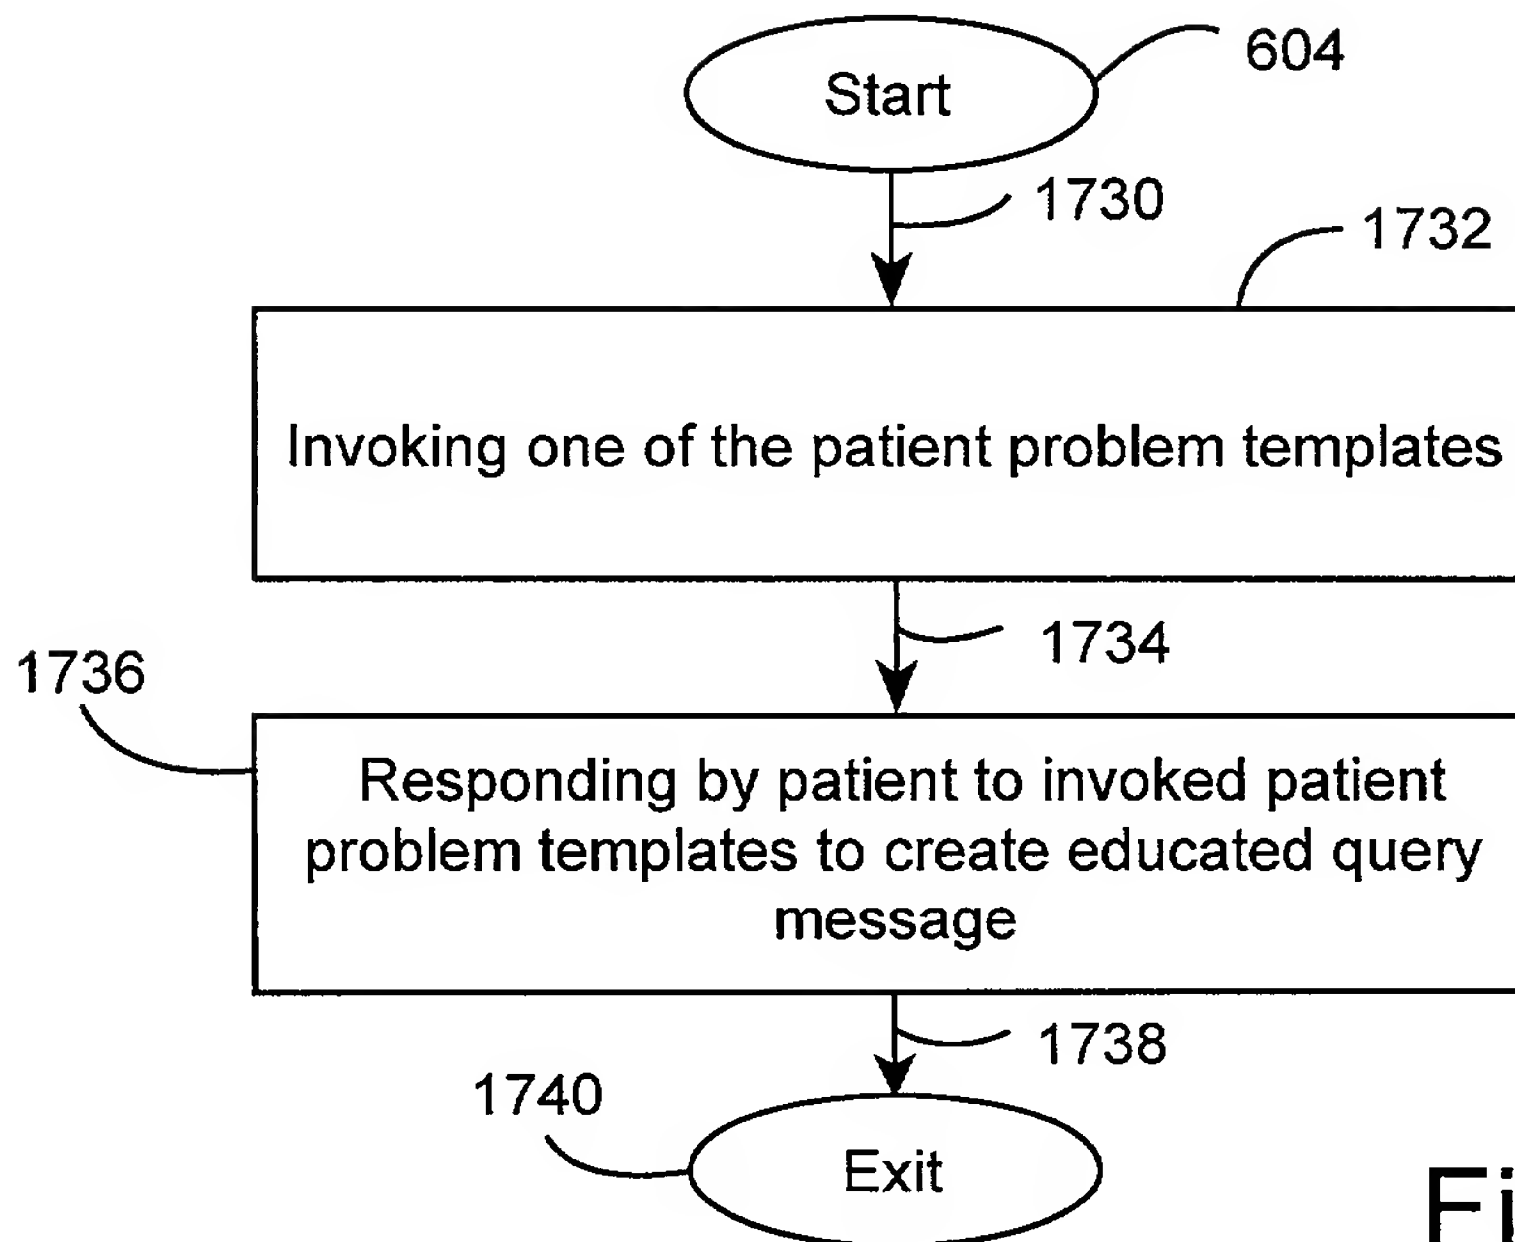 Start
604
1730
1732
Invoking one of the patient problem templates
1734
1736
Responding by patient to invoked patient
problem templates to create educated query
message
1738
1740
Exit
Fi